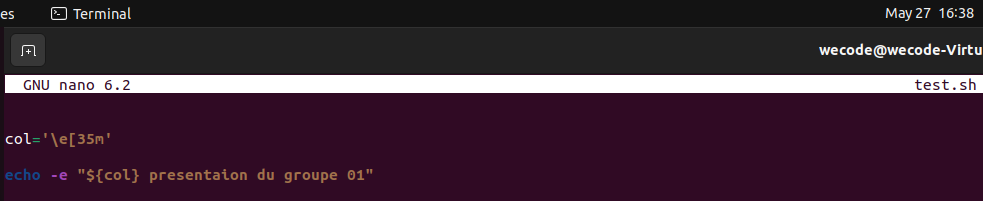 es Terminal May 27 16:38
wecode@wecode-Virtu
GNU nano 6.2 test.sh
col='\e[35m'
echo -e "${col} presentaion du groupe 01"